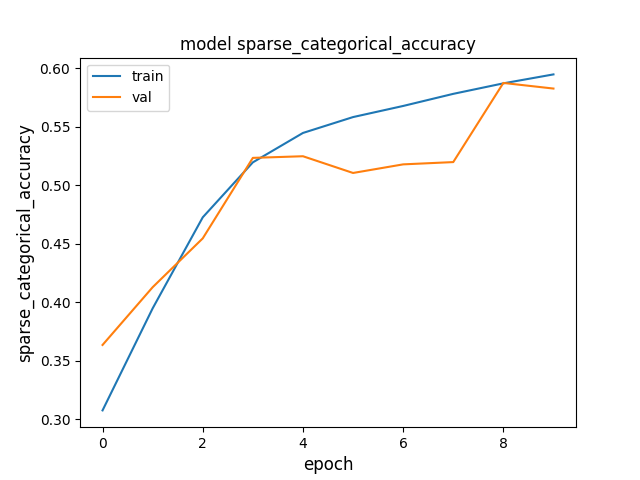 model sparse_categorical_accuracy
train
val
sparse_categorical_accuracy
0.60
0.55
0.50
0.45
0.40
0.35
0.30
0 2 4 6 8
epoch